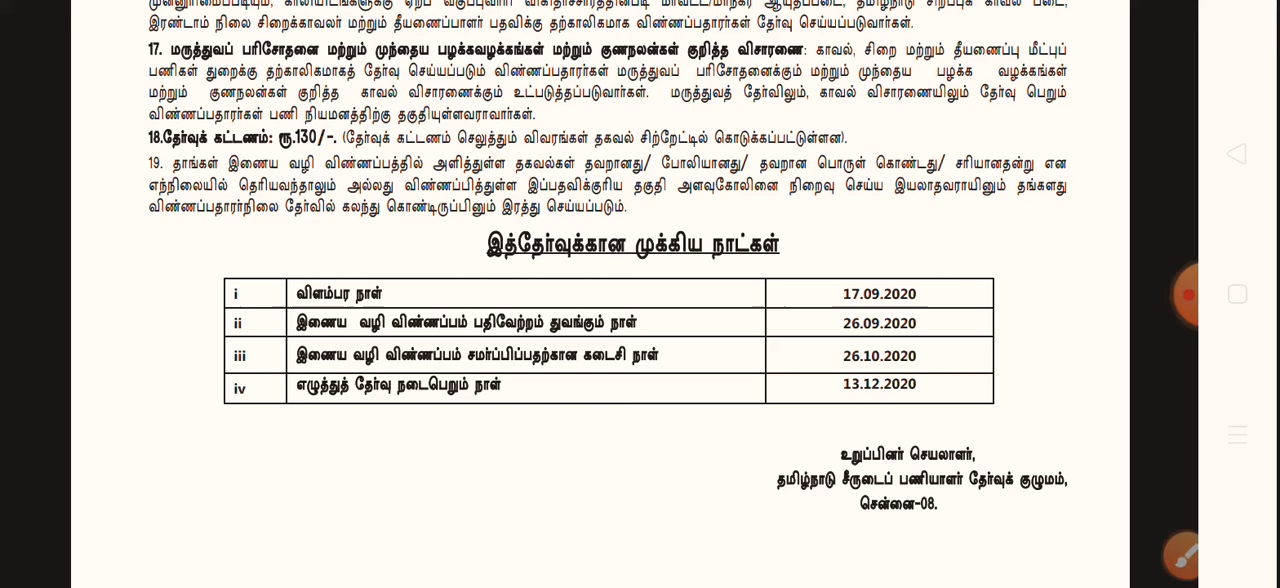 இரண்டாம் நிலை சிறைக்காவலர் மற்றும் தீயணைப்பாளர் பதவிக்கு தற்காலிகமாக விண்ணப்பதாரர்கள் தேர்வு செய்யப்படுவார்கள்.
17. மருத்துவப் பரிசோதனை மற்றும் முந்தைய பழக்கவழக்கங்கள் மற்றும் குணநலன்கள் குறித்த விசாரணை: காவல், சிறை மற்றும் தீயணைப்பு மீட்புப்
பணிகள் துறைக்கு தற்காலிகமாகத் தேர்வு செய்யப்படும் விண்ணப்பதாரர்கள் மருத்துவப் பரிசோதனைக்கும் மற்றும் முந்தைய பழக்க வழக்கங்கள்
மற்றும் குணநலன்கள் குறித்த காவல் விசாரணைக்கும் உட்படுத்தப்படுவார்கள். மருத்துவத் தேர்விலும், காவல் விசாரணையிலும் தேர்வு பெறும்
விண்ணப்பதாரர்கள் பணி நியமனத்திற்கு தகுதியுள்ளவராவார்கள்.
18.தேர்வுக் கட்டணம்: ரூ.130/-. (தேர்வுக் கட்டணம் செலுத்தும் விவரங்கள் தகவல் சிற்றேட்டில் கொடுக்கப்பட்டுள்ளன).
19. தாங்கள் இணைய வழி விண்ணப்பத்தில் அளித்துள்ள தகவல்கள் தவறானது/ போலியானது/ தவறான பொருள் கொண்டது/ சரியானதன்று என
எந்நிலையில் தெரியவந்தாலும் அல்லது விண்ணப்பித்துள்ள இப்பதவிக்குரிய தகுதி அளவுகோலினை நிறைவு செய்ய இயலாதவராயினும் தங்களது
விண்ணப்பதாரர்நிலை தேர்வில் கலந்து கொண்டிருப்பினும் இரத்து செய்யப்படும்.
இத்தேர்வுக்கான முக்கிய நாட்கள்
i விளம்பர நாள் 17.09.2020
ii இணைய வழி விண்ணப்பம் பதிவேற்றம் துவங்கும் நாள் 26.09.2020
iii இணைய வழி விண்ணப்பம் சமர்ப்பிப்பதற்கான கடைசி நாள் 26.10.2020
iv எழுத்துத் தேர்வு நடைபெறும் நாள் 13.12.2020
உறுப்பினர் செயலாளர்,
தமிழ்நாடு சீருடைப் பணியாளர் தேர்வுக் குழுமம்,
சென்னை-08.